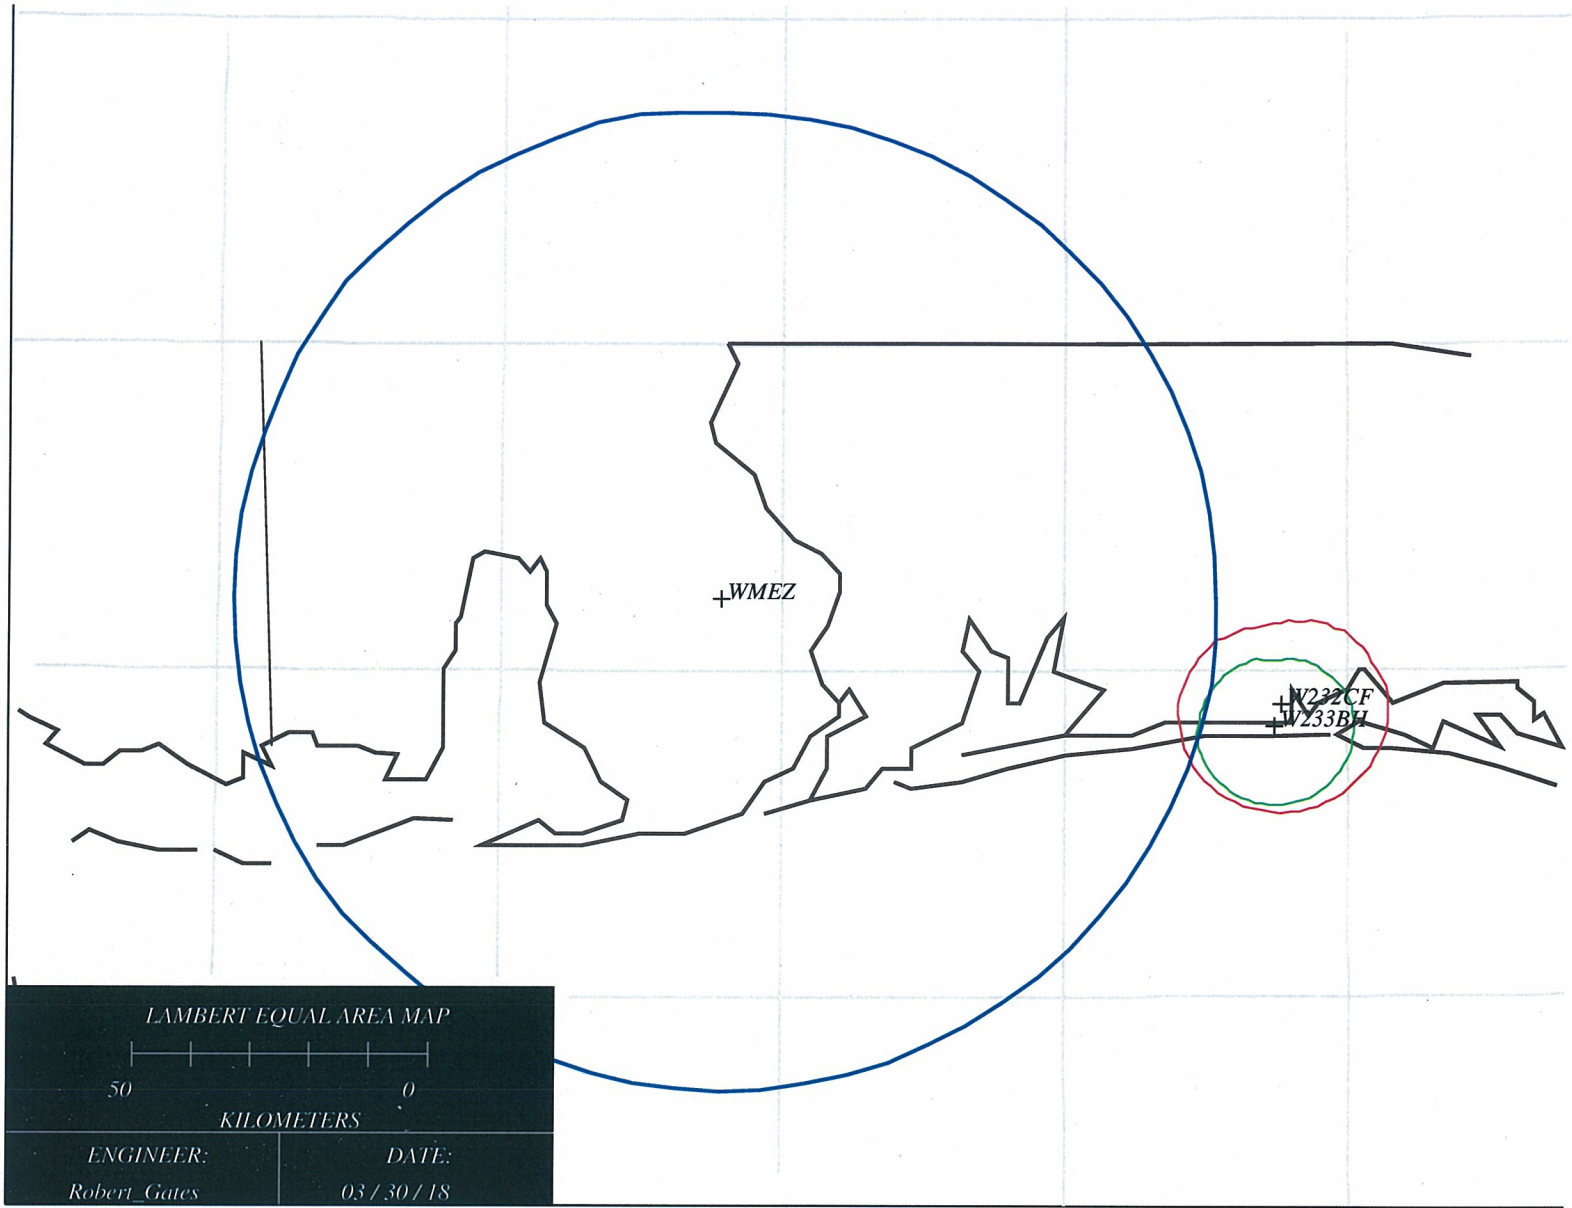 WMEZ
W232CF
W233BH
LAMBERT EQUAL AREA MAP
50 0
KILOMETERS
ENGINEER: DATE:
Robert_Gates 03 / 30 / 18